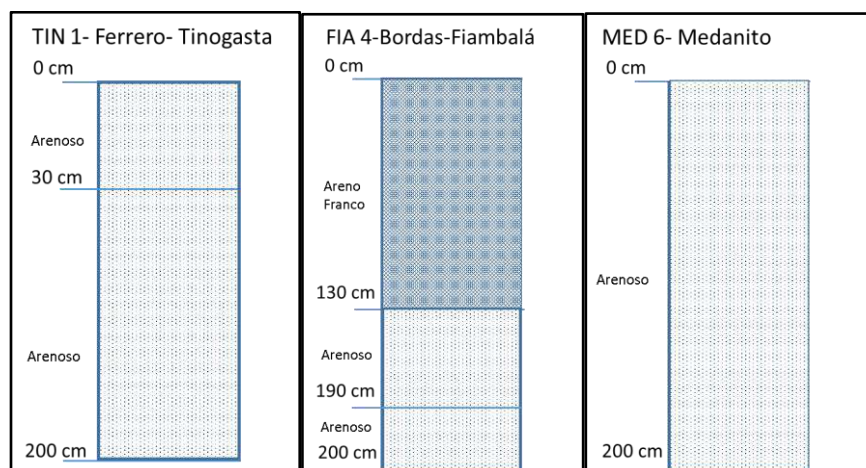 TIN 1- Ferrero- Tinogasta
0 cm
Arenoso
30 cm
Arenoso
200 cm
FIA 4-Bordas-Fiambalá
0 cm
Areno
Franco
130 cm
Arenoso
190 cm
Arenoso
200 cm
MED 6- Medanito
0 cm
Arenoso
200 cm